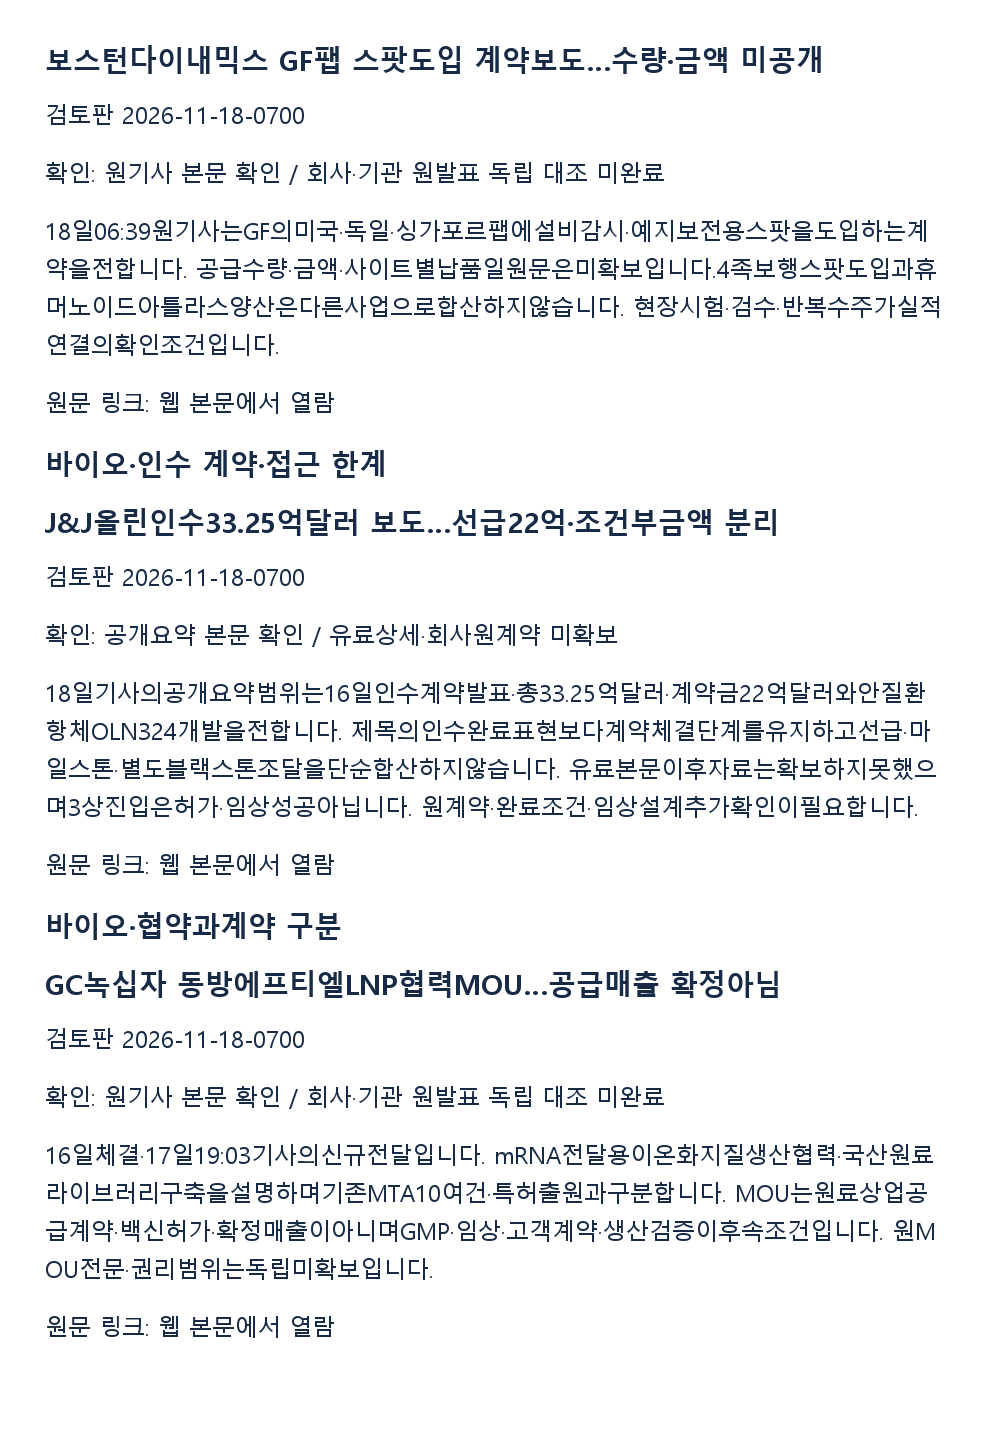 보스턴다이내믹스 GF팹 스팟도입 계약보도…수량·금액 미공개
검토판 2026-11-18-0700
확인: 원기사 본문 확인 / 회사·기관 원발표 독립 대조 미완료
18일06:39원기사는GF의미국·독일·싱가포르팹에설비감시·예지보전용스팟을도입하는계
약을전합니다. 공급수량·금액·사이트별납품일원문은미확보입니다.4족보행스팟도입과휴
머노이드아틀라스양산은다른사업으로합산하지않습니다. 현장시험·검수·반복수주가실적
연결의확인조건입니다.
원문 링크: 웹 본문에서 열람
바이오·인수 계약·접근 한계
J&J올린인수33.25억달러 보도…선급22억·조건부금액 분리
검토판 2026-11-18-0700
확인: 공개요약 본문 확인 / 유료상세·회사원계약 미확보
18일기사의공개요약범위는16일인수계약발표·총33.25억달러·계약금22억달러와안질환
항체OLN324개발을전합니다. 제목의인수완료표현보다계약체결단계를유지하고선급·마
일스톤·별도블랙스톤조달을단순합산하지않습니다. 유료본문이후자료는확보하지못했으
며3상진입은허가·임상성공아닙니다. 원계약·완료조건·임상설계추가확인이필요합니다.
원문 링크: 웹 본문에서 열람
바이오·협약과계약 구분
GC녹십자 동방에프티엘LNP협력MOU…공급매출 확정아님
검토판 2026-11-18-0700
확인: 원기사 본문 확인 / 회사·기관 원발표 독립 대조 미완료
16일체결·17일19:03기사의신규전달입니다. mRNA전달용이온화지질생산협력·국산원료
라이브러리구축을설명하며기존MTA10여건·특허출원과구분합니다. MOU는원료상업공
급계약·백신허가·확정매출이아니며GMP·임상·고객계약·생산검증이후속조건입니다. 원M
OU전문·권리범위는독립미확보입니다.
원문 링크: 웹 본문에서 열람